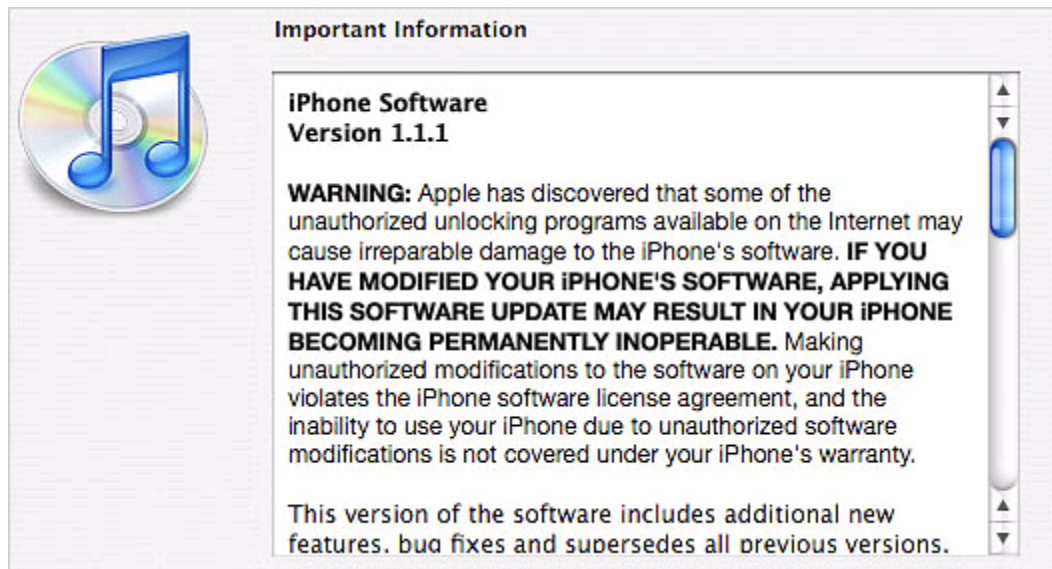 Important Information
iPhone Software
Version 1.1.1
WARNING: Apple has discovered that some of the
unauthorized unlocking programs available on the Internet may
cause irreparable damage to the iPhone's software. IF YOU
HAVE MODIFIED YOUR iPHONE'S SOFTWARE, APPLYING
THIS SOFTWARE UPDATE MAY RESULT IN YOUR iPHONE
BECOMING PERMANENTLY INOPERABLE. Making
unauthorized modifications to the software on your iPhone
violates the iPhone software license agreement, and the
inability to use your iPhone due to unauthorized software
modifications is not covered under your iPhone's warranty.
This version of the software includes additional new
features, bug fixes and supersedes all previous versions.